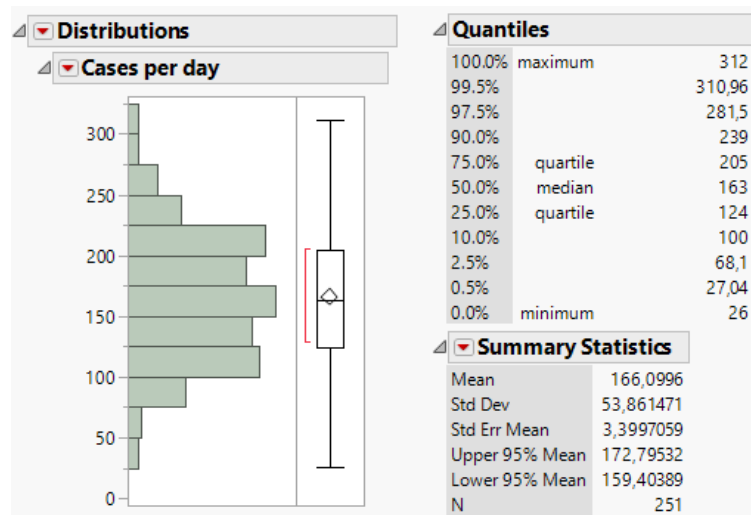 Distributions
Cases per day
300
250
200
150
100
50
0
Quantiles
100.0% maximum 312
99.5% 310,96
97.5% 281,5
90.0% 239
75.0% quartile 205
50.0% median 163
25.0% quartile 124
10.0% 100
2.5% 68,1
0.5% 27,04
0.0% minimum 26
Summary Statistics
Mean 166,0996
Std Dev 53,861471
Std Err Mean 3,3997059
Upper 95% Mean 172,79532
Lower 95% Mean 159,40389
N 251